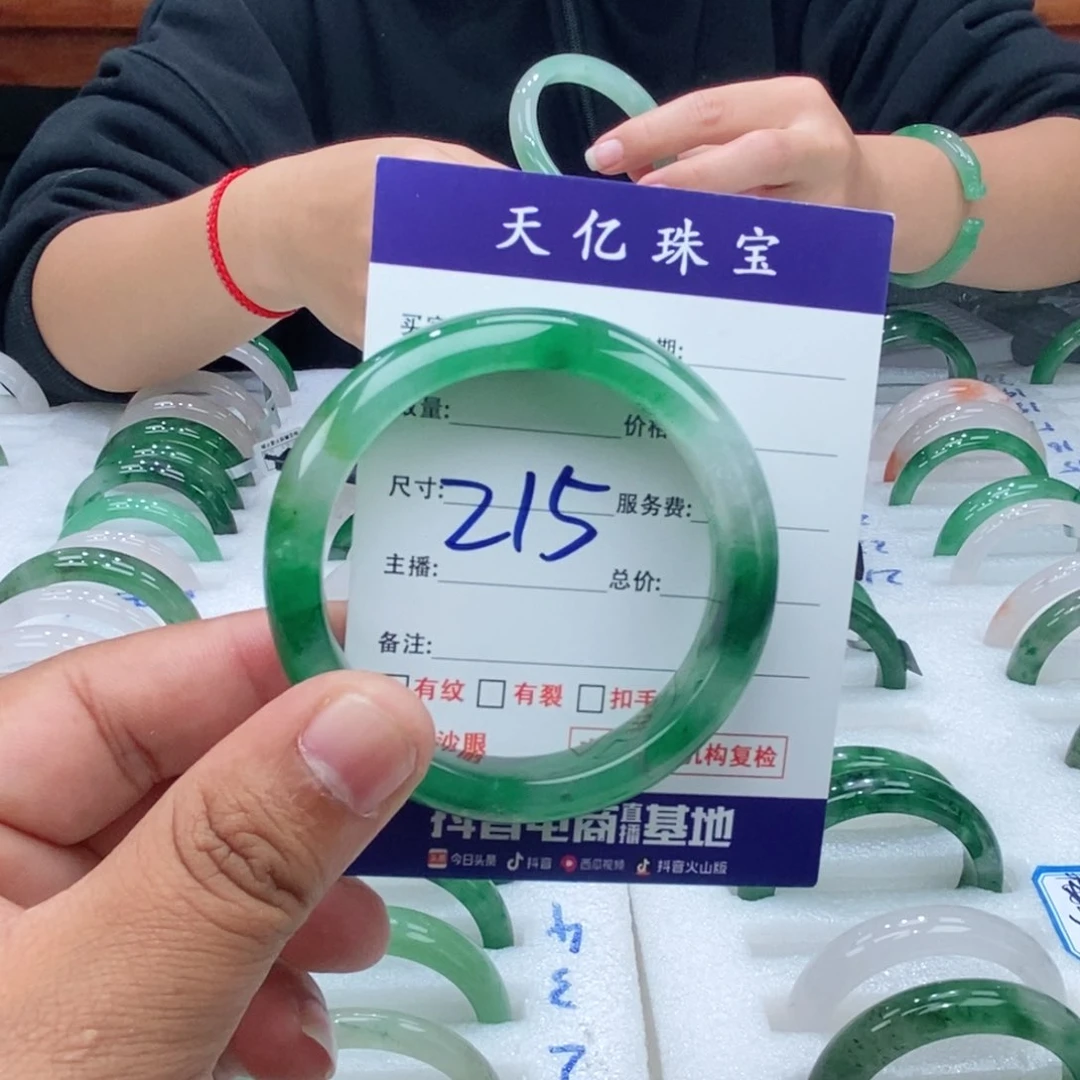 天亿珠宝
期:
量: 价格
尺寸: 215 服务费:
主播: 总价:
备注:
有纹 有裂 扣毛
沙眼 机构复检
抖音电商直播基地
今日头条 抖音 西瓜视频 抖音火山版